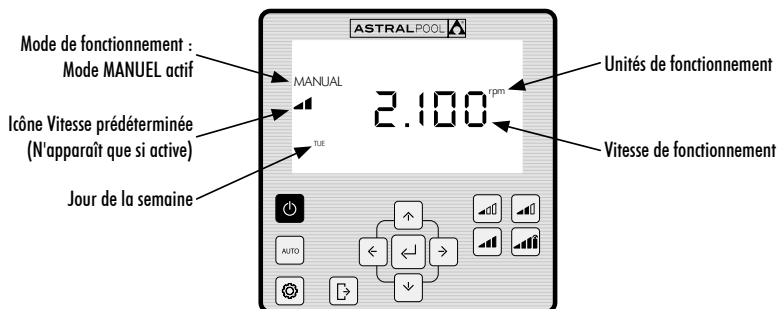 ASTRALPOOL
Mode de fonctionnement :
Mode MANUEL actif
MANUAL
Unités de fonctionnement
rpm
2.100
Icône Vitesse prédéterminée
(N'apparaît que si active)
Vitesse de fonctionnement
TUE
Jour de la semaine
AUTO